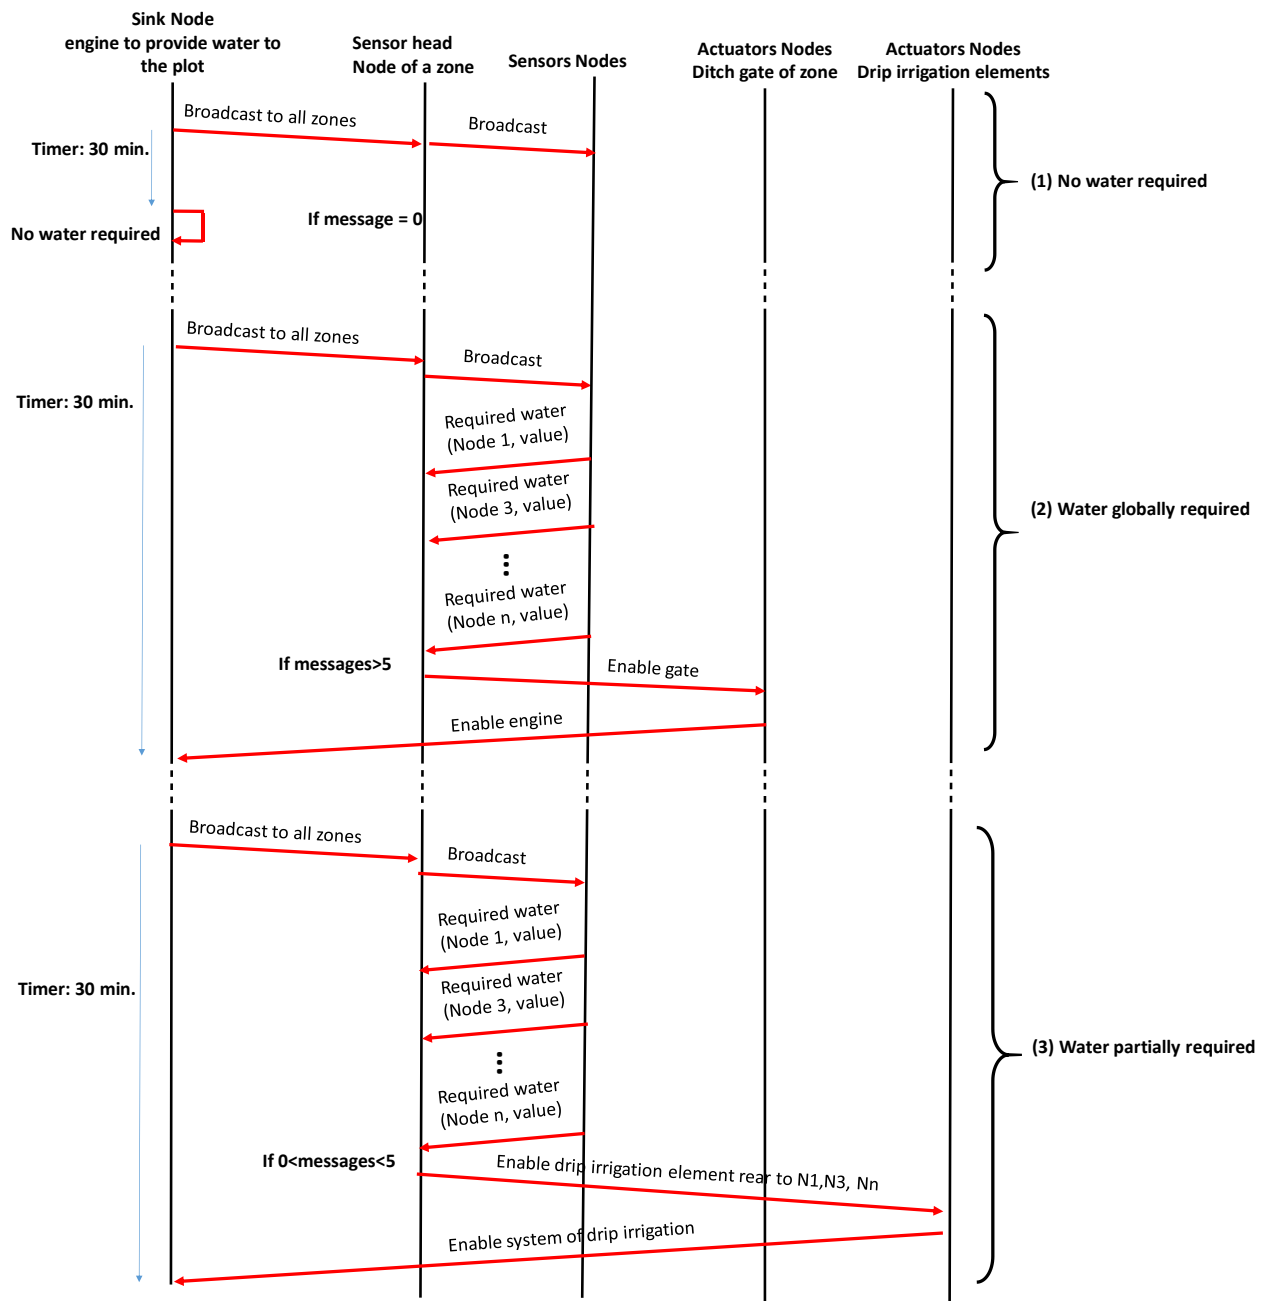 Sink Node
engine to provide water to
the plot
Sensor head
Node of a zone
Sensors Nodes
Actuators Nodes
Ditch gate of zone
Actuators Nodes
Drip irrigation elements
Broadcast to all zones
Broadcast
Timer: 30 min.
(1) No water required
If message = 0
No water required
Broadcast to all zones
Broadcast
Timer: 30 min.
Required water
(Node 1, value)
Required water
(Node 3, value)
(2) Water globally required
Required water
(Node n, value)
If messages>5
Enable gate
Enable engine
Broadcast to all zones
Broadcast
Required water
(Node 1, value)
Timer: 30 min.
Required water
(Node 3, value)
(3) Water partially required
Required water
(Node n, value)
If 0<messages<5
Enable drip irrigation element rear to N1,N3, Nn
Enable system of drip irrigation